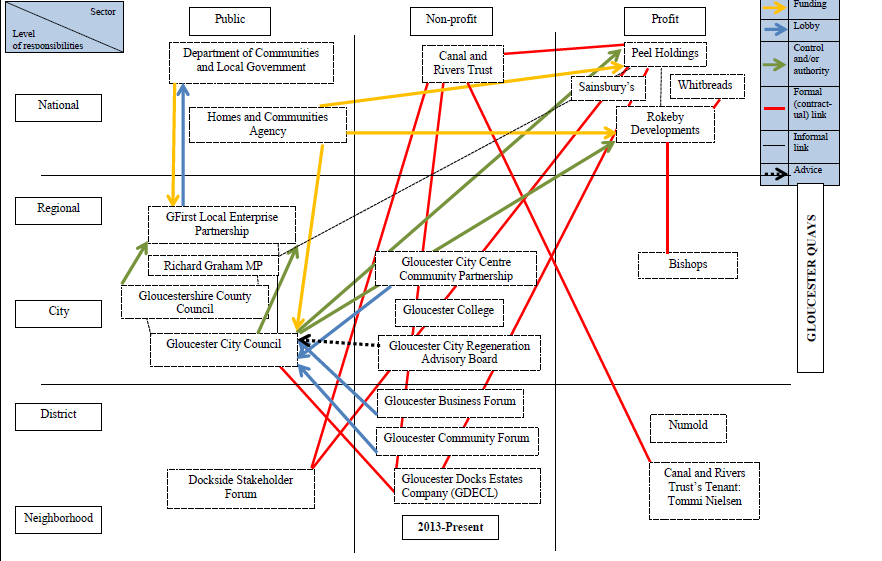 Sector
Level
of responsibilities
Public
Non-profit
Profit
Funding
Lobby
Control
and/or
authority
Formal
(contract-
ual) link
Informal
link
Advice
National
Department of Communities
and Local Government
Homes and Communities
Agency
Canal and
Rivers Trust
Peel Holdings
Sainsbury's
Whitbreads
Rokeby
Developments
Regional
GFirst Local Enterprise
Partnership
Richard Graham MP
Bishops
GLOUCESTER QUAYS
City
Gloucestershire County
Council
Gloucester City Council
Gloucester City Centre
Community Partnership
Gloucester College
Gloucester City Regeneration
Advisory Board
District
Gloucester Business Forum
Gloucester Community Forum
Numold
Dockside Stakeholder
Forum
Gloucester Docks Estates
Company (GDECL)
Canal and Rivers
Trust's Tenant:
Tommi Nielsen
Neighborhood
2013-Present